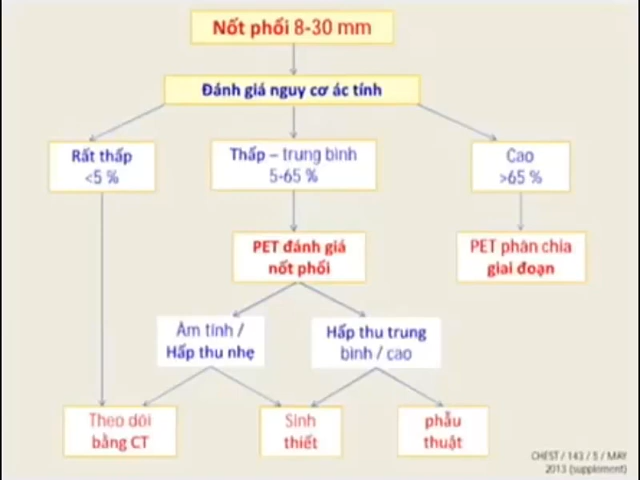 Nốt phổi 8-30 mm
Đánh giá nguy cơ ác tính
Rất thấp
<5 %
Thấp – trung bình
5-65 %
Cao
>65 %
PET đánh giá
nốt phổi
PET phân chia
giai đoạn
Âm tính /
Hấp thu nhẹ
Hấp thu trung
bình / cao
Theo dõi
bằng CT
Sinh
thiết
phẫu
thuật
CHEST / 143 / 5 / MAY
2013 (supplement)